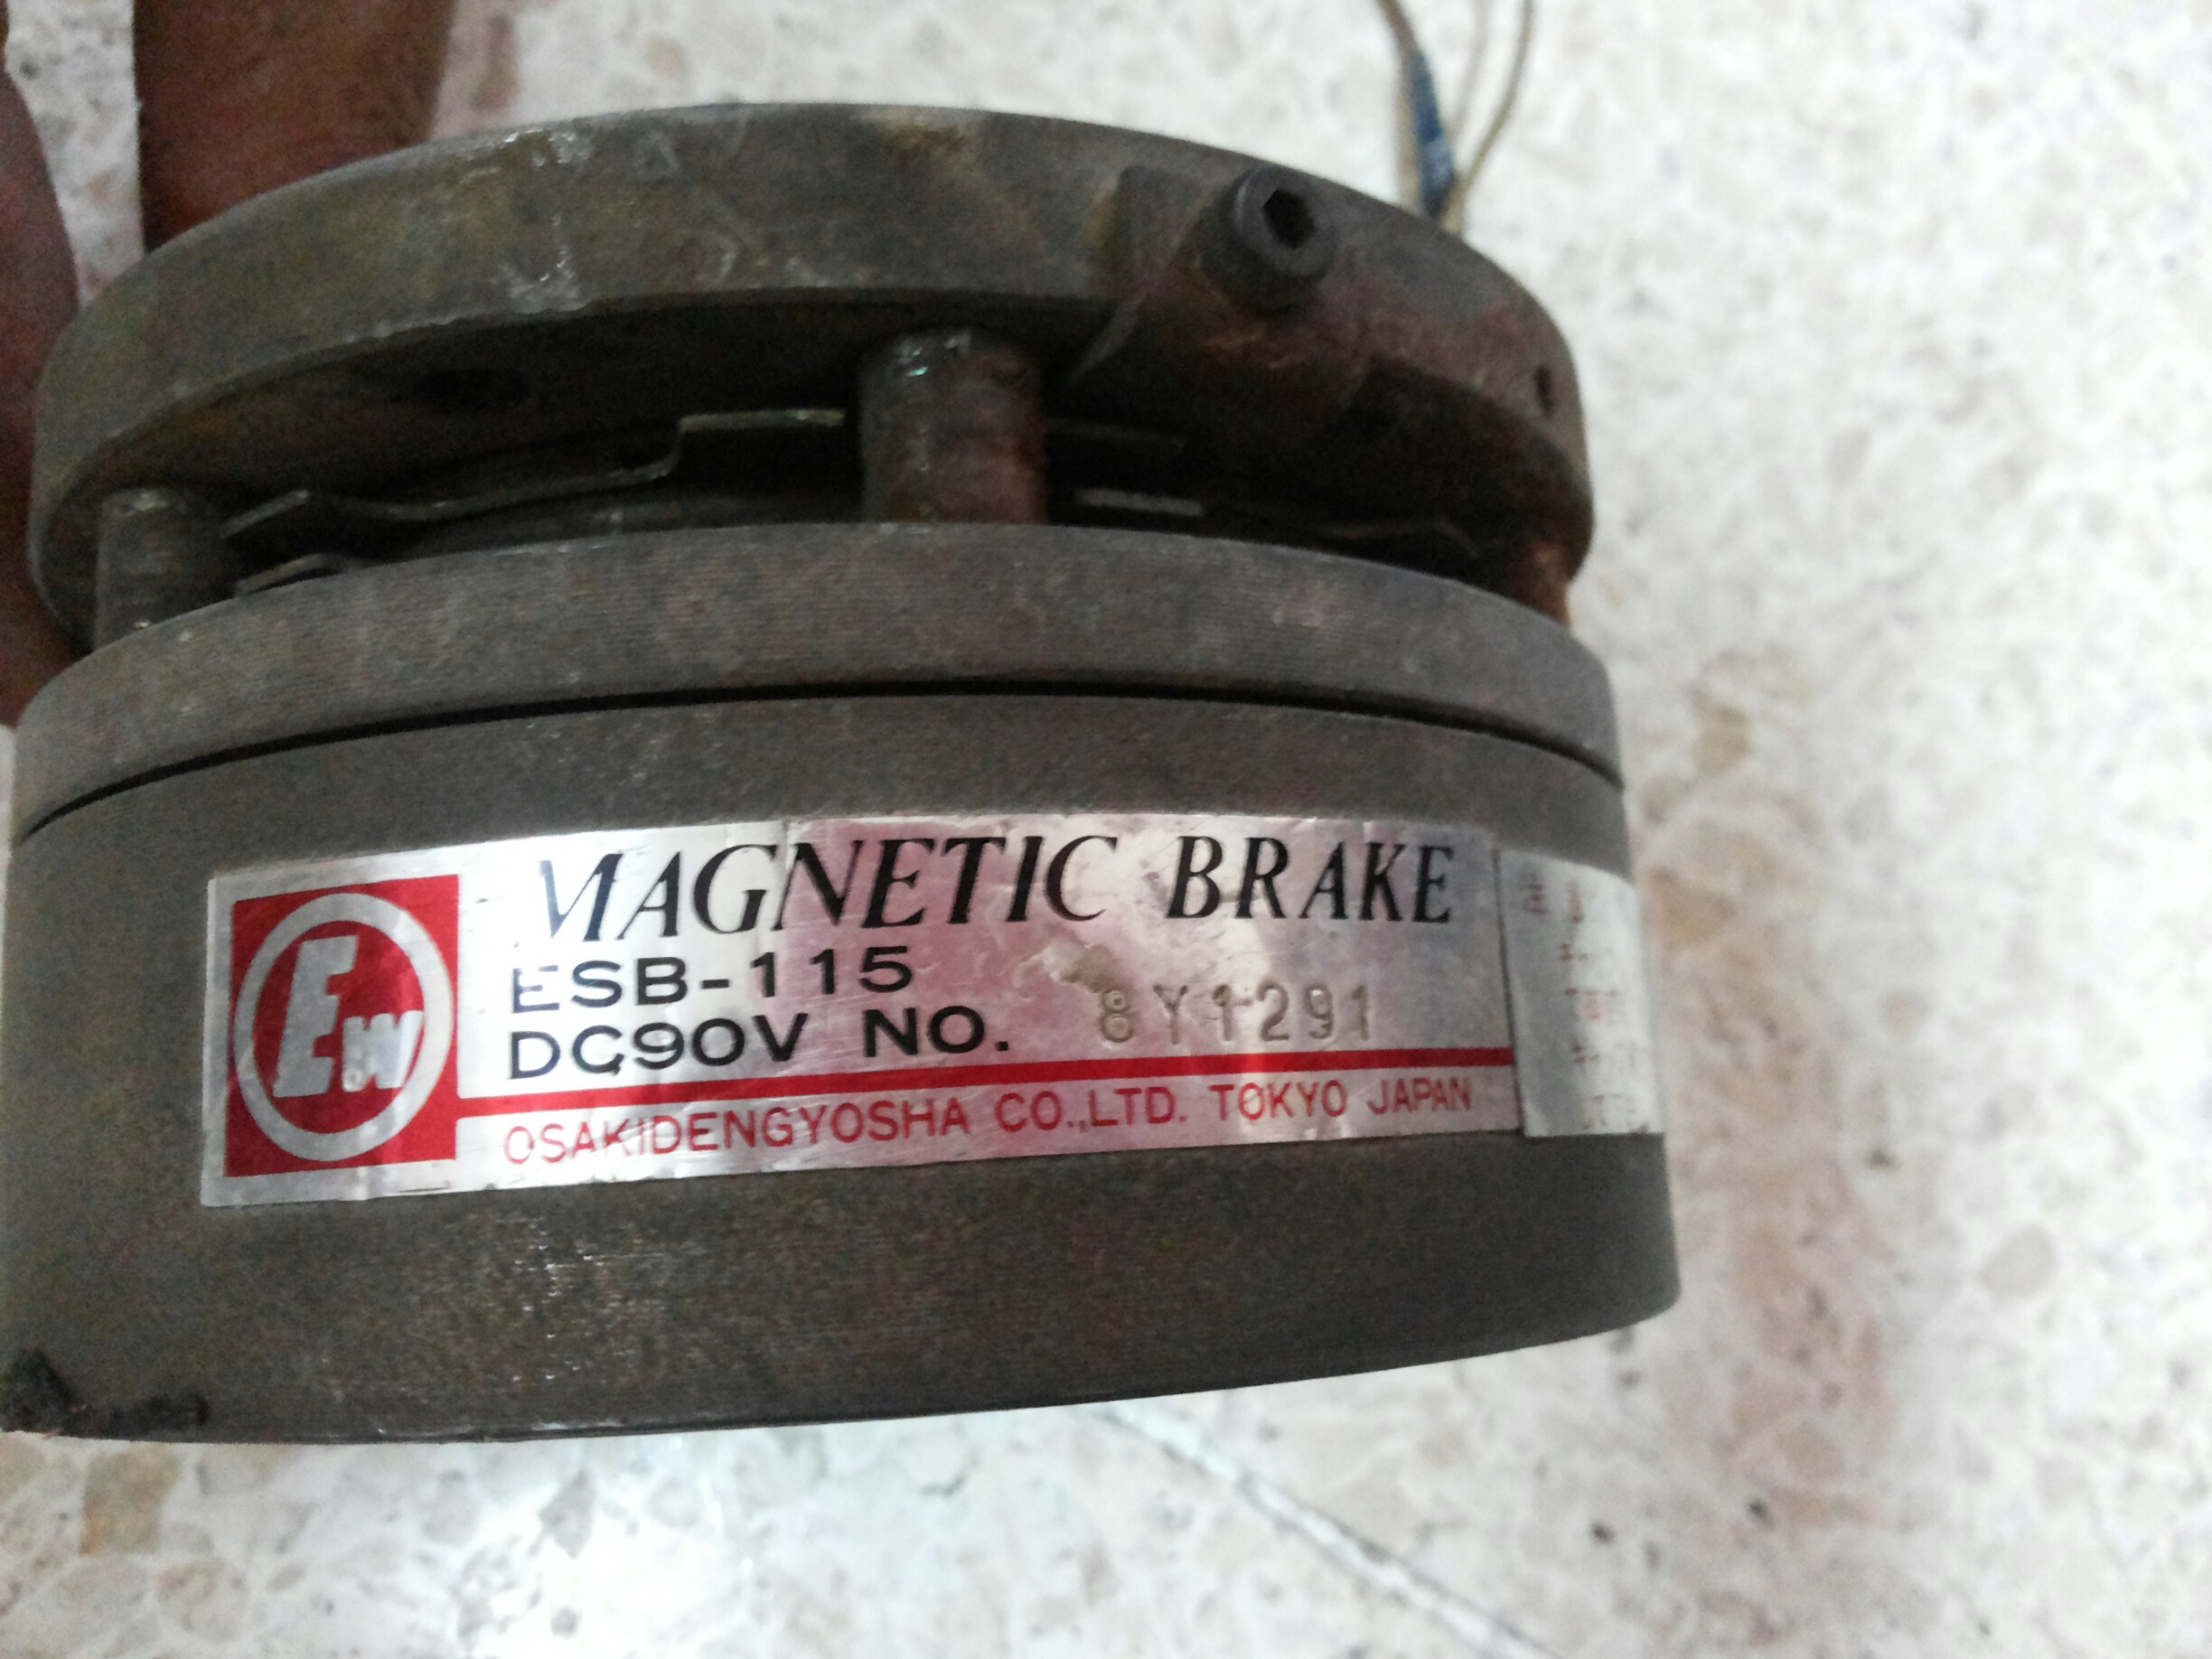 MAGNETIC BRAKE
ESB-115
DC90V NO. 8Y1291
OSAKIDENGYOSHA CO.,LTD. TOKYO JAPAN
E.W